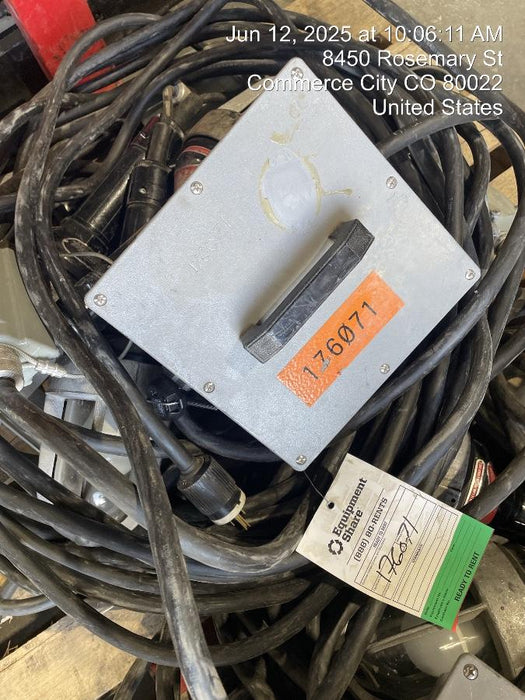 Jun 12, 2025 at 10:06:11 AM
8450 Rosemary St
Commerce City CO 80022
United States
176071
Equipment
Share
(888) 80-RENTS
176071
READY TO RENT